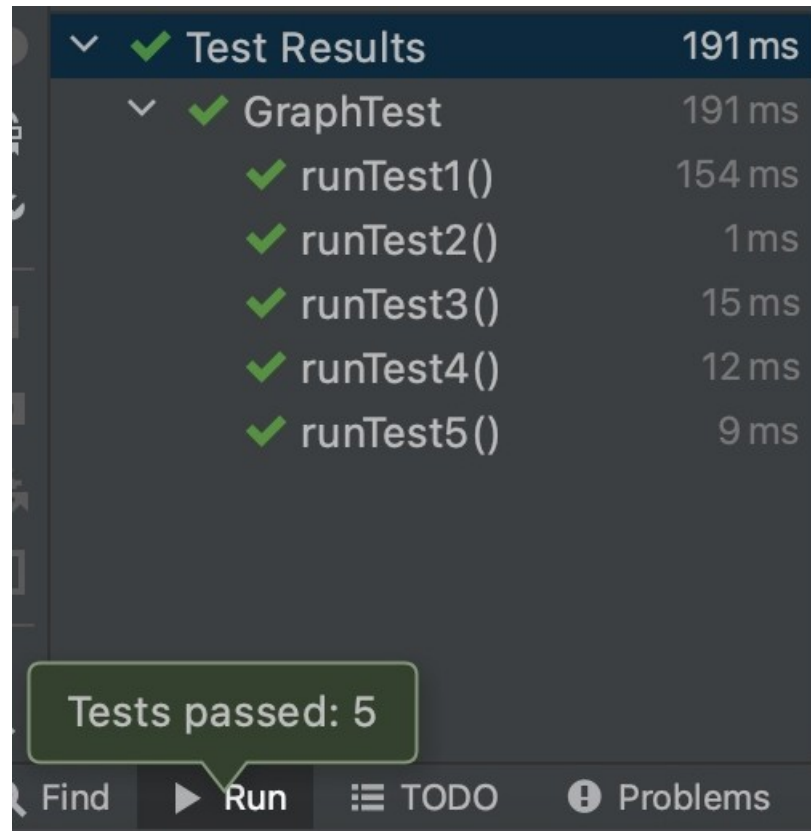 Test Results 191 ms
GraphTest 191 ms
runTest1() 154 ms
runTest2() 1 ms
runTest3() 15 ms
runTest4() 12 ms
runTest5() 9 ms
Tests passed: 5
Find Run TODO Problems